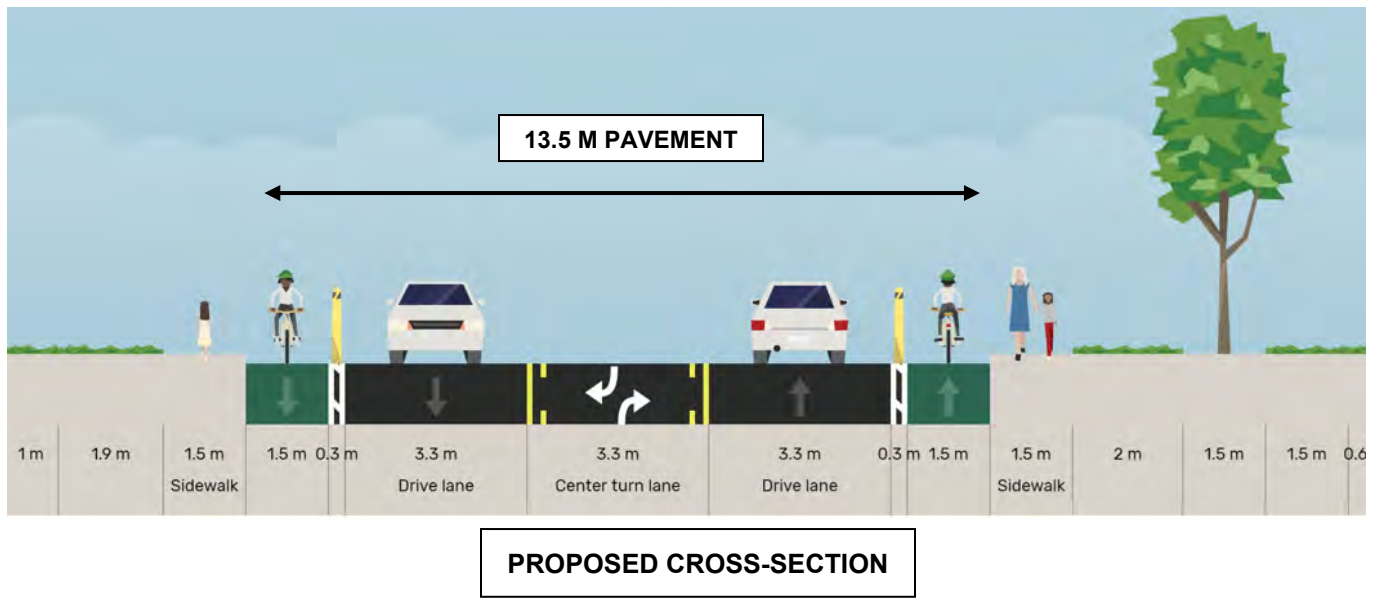 13.5 M PAVEMENT
1 m 1.9 m 1.5 m 1.5 m 0.3 m 3.3 m 3.3 m 3.3 m 0.3 m 1.5 m 1.5 m 2 m 1.5 m 1.5 m 0.6
Sidewalk Drive lane Center turn lane Drive lane Sidewalk
PROPOSED CROSS-SECTION